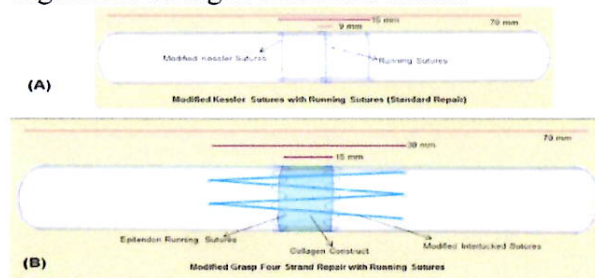 15 mm
70 mm
9 mm
Modified Kessler Sutures
Running Sutures
(A)
Modified Kessler Sutures with Running Sutures (Standard Repair)
70 mm
30 mm
15 mm
Epitendon Running Sutures
Collagen Construct
Modified Interlocked Sutures
(B)
Modified Grasp Four Strand Repair with Running Sutures